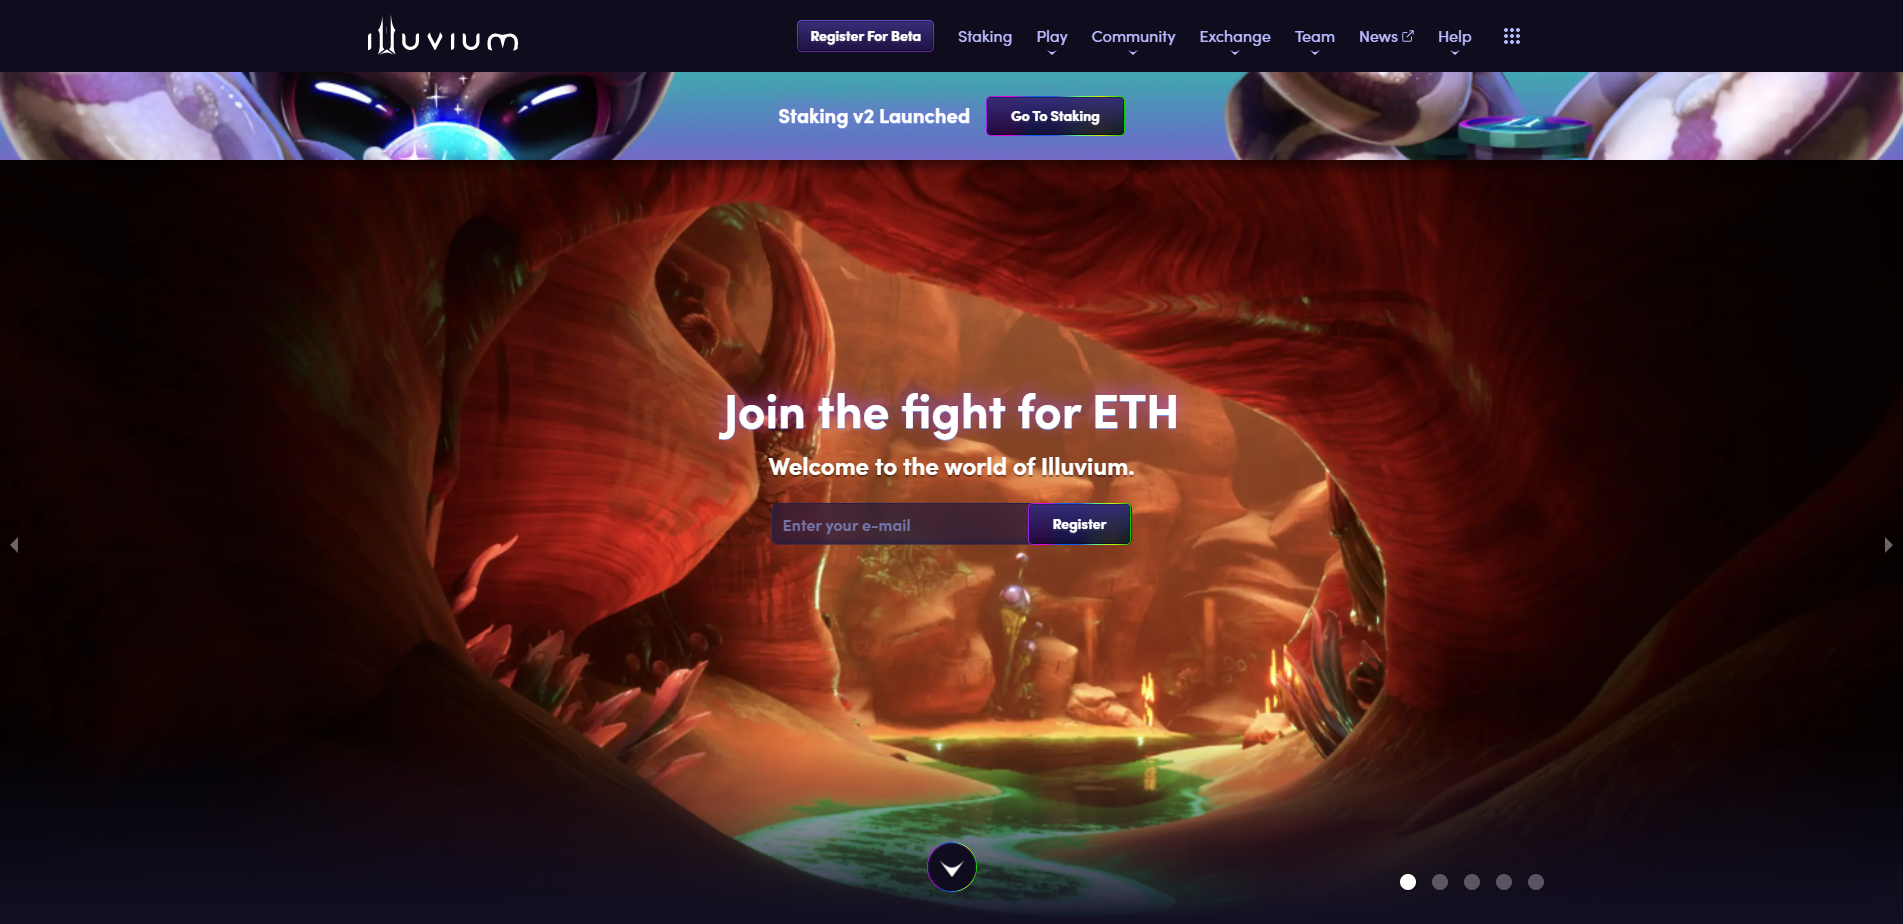 illuvium
Register For Beta
Staking
Play
Community
Exchange
Team
News
Help
Staking v2 Launched
Go To Staking
Join the fight for ETH
Welcome to the world of Illuvium.
Enter your e-mail
Register